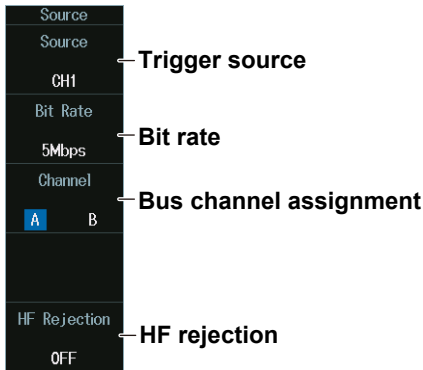 Source
Source
CH1
Trigger source
Bit Rate
5Mbps
Bit rate
Channel
A B
Bus channel assignment
HF Rejection
OFF
HF rejection